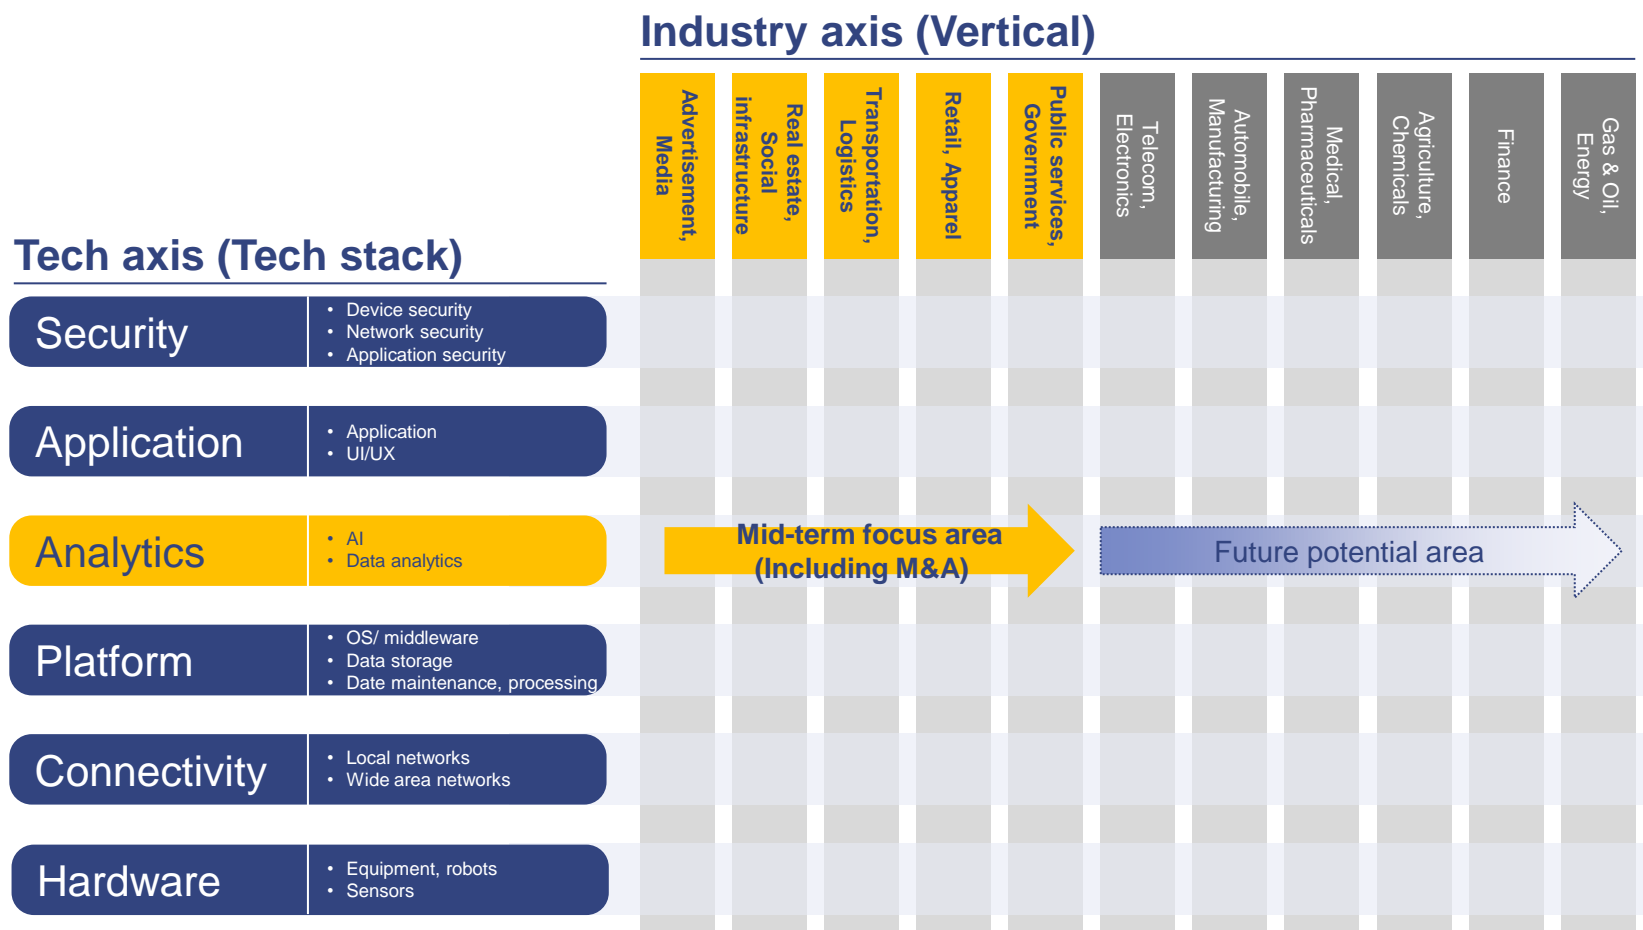 Industry axis (Vertical)
Advertisement,
Media
Real estate,
Social
infrastructure
Transportation,
Logistics
Retail, Apparel
Public services,
Government
Telecom,
Electronics
Automobile,
Manufacturing
Medical,
Pharmaceuticals
Agriculture,
Chemicals
Finance
Gas & Oil,
Energy
Tech axis (Tech stack)
Security
• Device security
• Network security
• Application security
Application
• Application
• UI/UX
Analytics
• AI
• Data analytics
Mid-term focus area
(Including M&A)
Future potential area
Platform
• OS/ middleware
• Data storage
• Date maintenance, processing
Connectivity
• Local networks
• Wide area networks
Hardware
• Equipment, robots
• Sensors